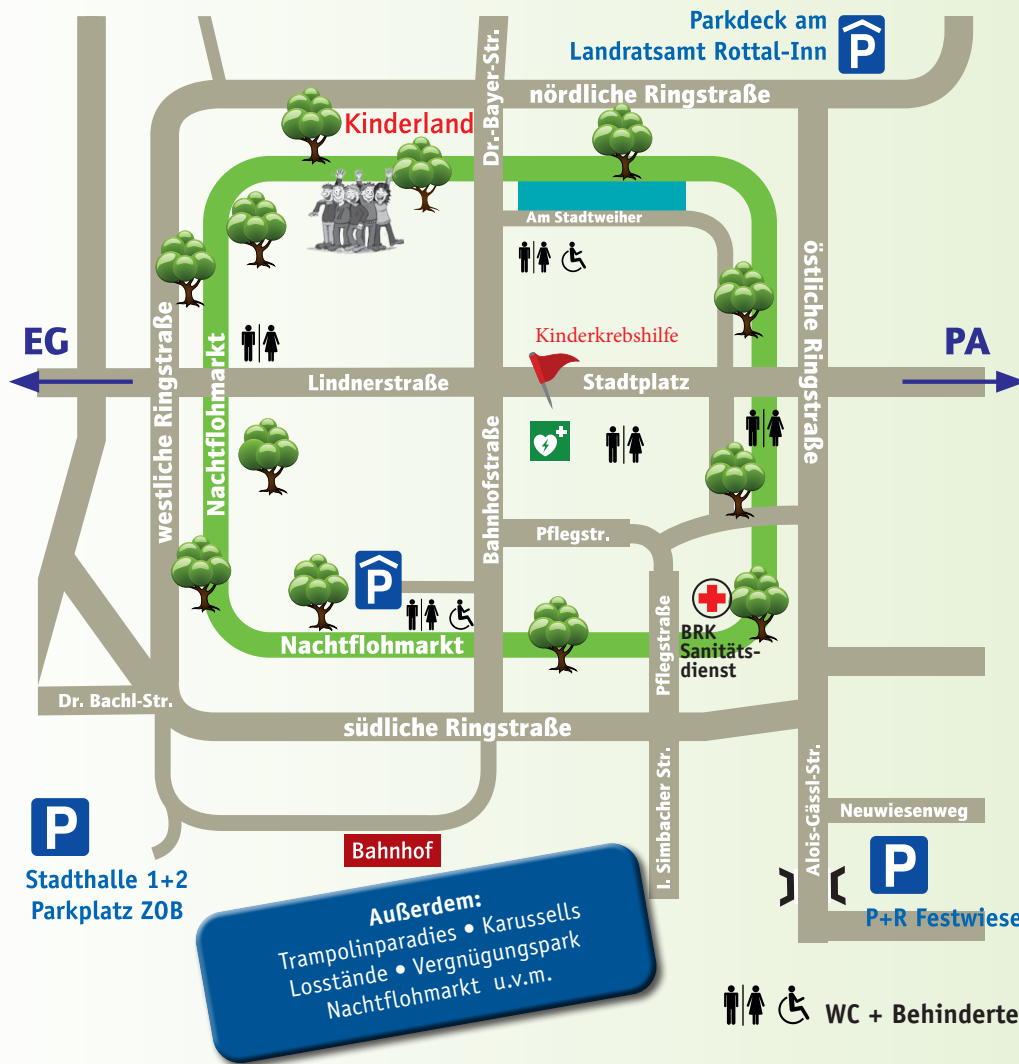 Parkdeck am
Landratsamt Rottal-Inn
P
Dr.-Bayer-Str.
nördliche Ringstraße
Kinderland
Am Stadtweiher
östliche Ringstraße
westliche Ringstraße
Nachtflohmarkt
Kinderkrebshilfe
EG
PA
Lindnerstraße
Stadtplatz
Bahnhofstraße
Pflegstr.
P
Pflegstraße
BRK
Sanitäts-
dienst
Nachtflohmarkt
Dr. Bachl-Str.
südliche Ringstraße
I. Simbacher Str.
Alois-Gässl-Str.
Neuwiesenweg
P
Stadthalle 1+2
Parkplatz ZOB
Bahnhof
P
P+R Festwiese
Außerdem:
Trampolinparadies • Karussells
Losstände • Vergnügungspark
Nachtflohmarkt u.v.m.
WC + Behinderte